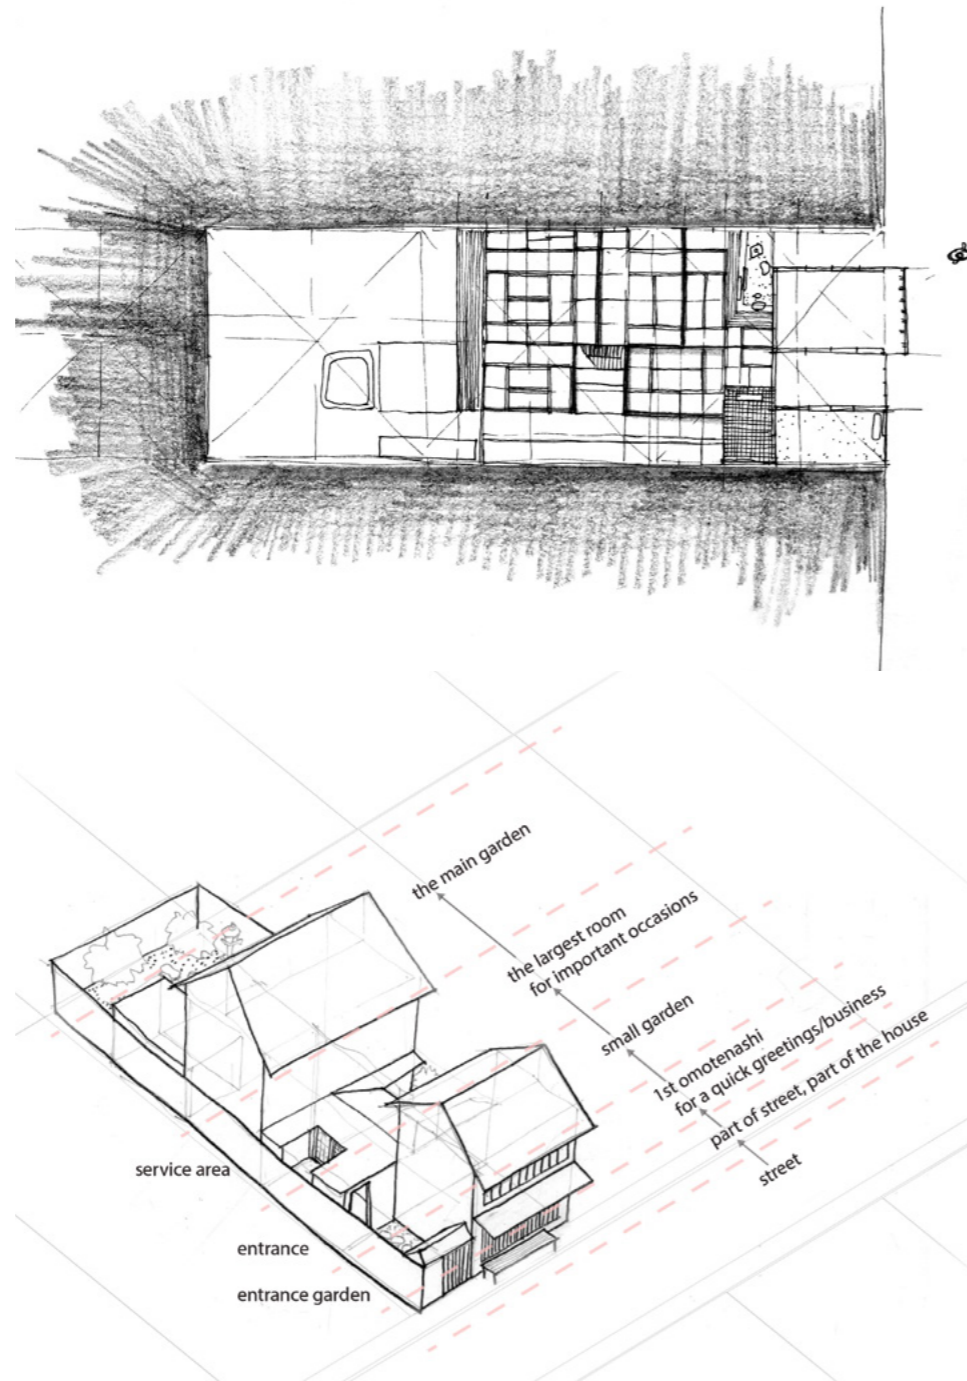 the main garden
the largest room
for important occasions
small garden
1st omotenashi
for a quick greetings/business
part of street, part of the house
street
service area
entrance
entrance garden